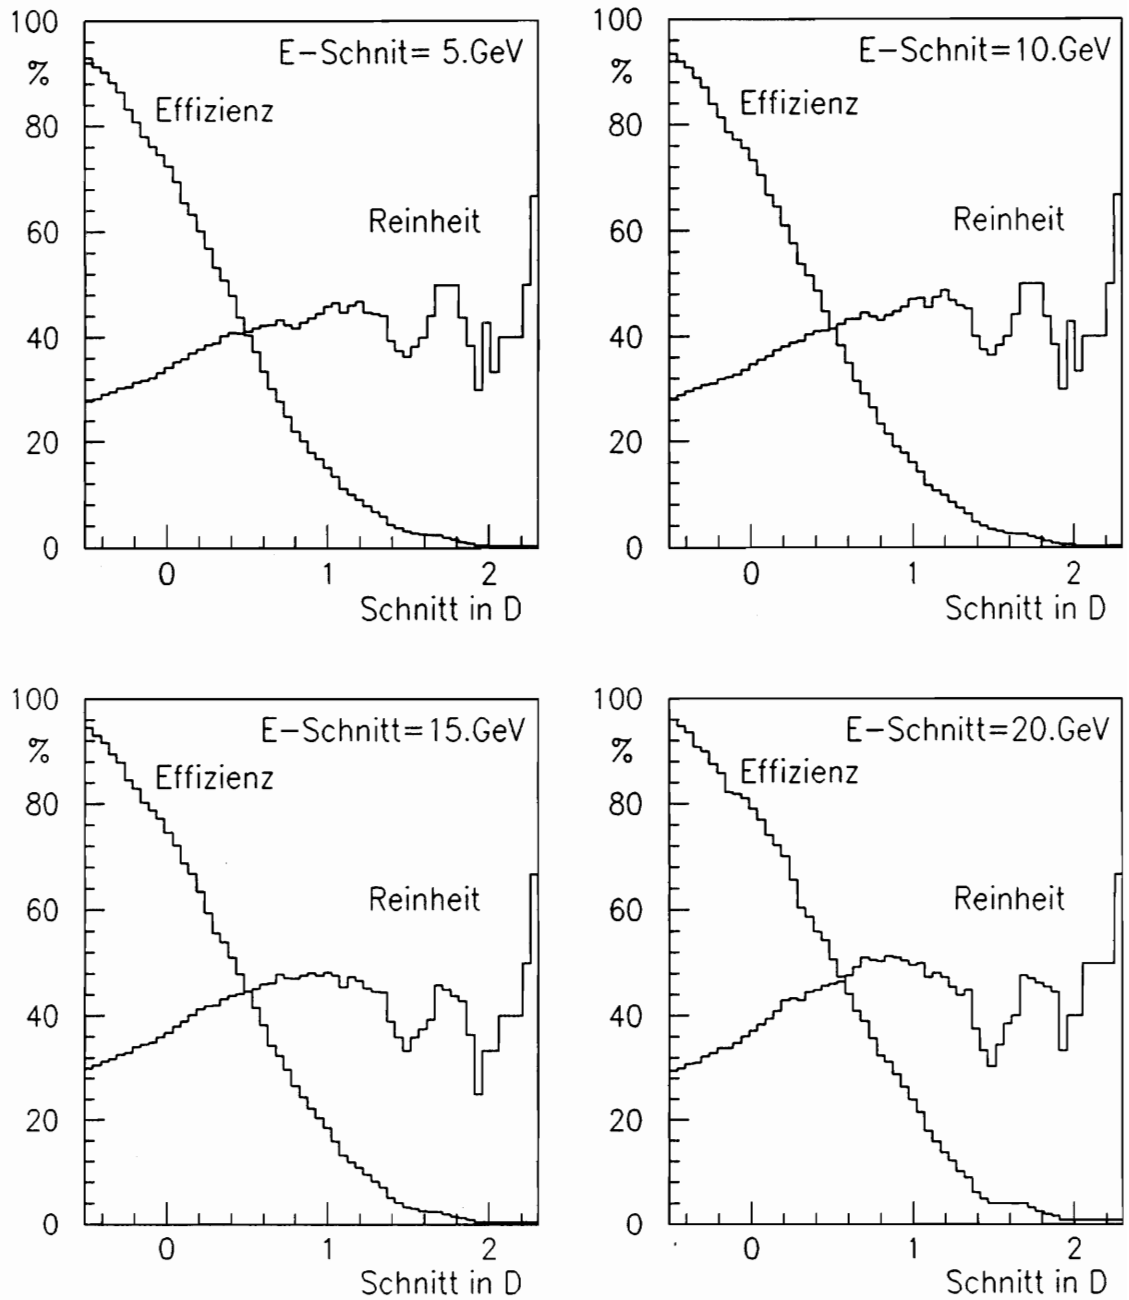 E-Schnit= 5.GeV
100
%
80
60
40
20
0
Effizienz
Reinheit
0 1 2
Schnitt in D
E-Schnit=10.GeV
100
%
80
60
40
20
0
Effizienz
Reinheit
0 1 2
Schnitt in D
E-Schnitt=15.GeV
100
%
80
60
40
20
0
Effizienz
Reinheit
0 1 2
Schnitt in D
E-Schnitt=20.GeV
100
%
80
60
40
20
0
Effizienz
Reinheit
0 1 2
Schnitt in D